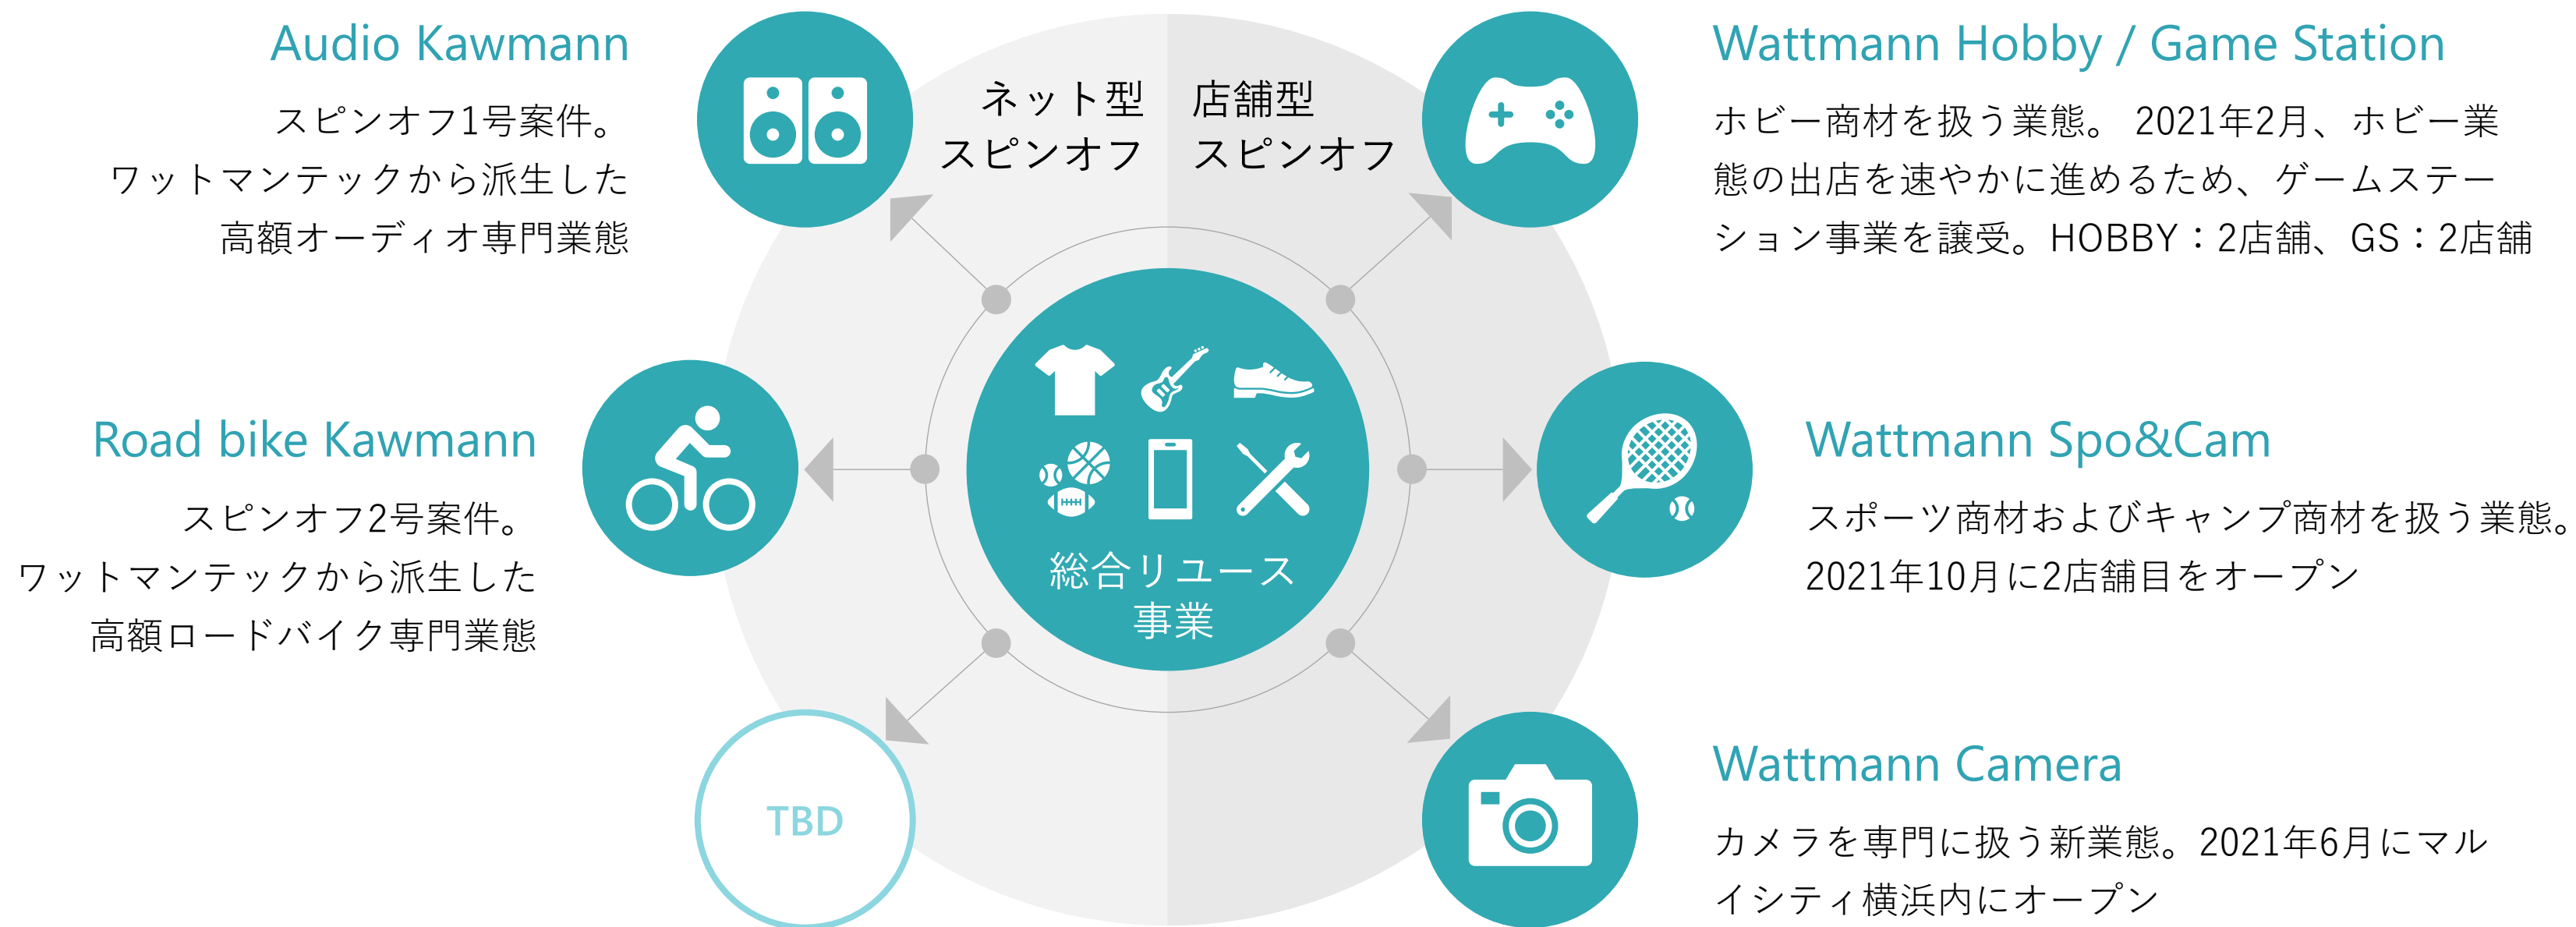 Audio Kawmann
スピンオフ1号案件。
ワットマンテックから派生した
高額オーディオ専門業態
ネット型
スピンオフ
店舗型
スピンオフ
Wattmann Hobby / Game Station
ホビー商材を扱う業態。 2021年2月、ホビー業
態の出店を速やかに進めるため、ゲームステー
ション事業を譲受。HOBBY：2店舗、GS：2店舗
Road bike Kawmann
スピンオフ2号案件。
ワットマンテックから派生した
高額ロードバイク専門業態
総合リユース
事業
Wattmann Spo&Cam
スポーツ商材およびキャンプ商材を扱う業態。
2021年10月に2店舗目をオープン
TBD
Wattmann Camera
カメラを専門に扱う新業態。2021年6月にマル
イシティ横浜内にオープン